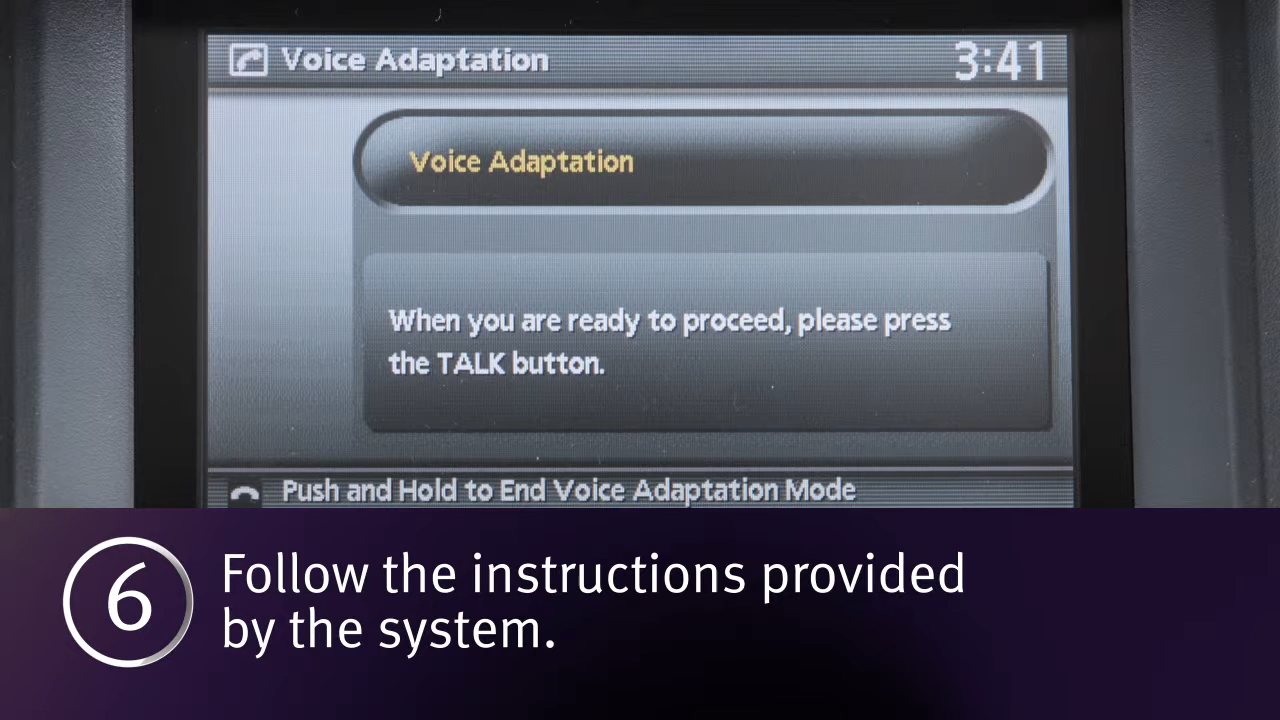 Voice Adaptation
3:41
Voice Adaptation
When you are ready to proceed, please press
the TALK button.
Push and Hold to End Voice Adaptation Mode
6
Follow the instructions provided
by the system.